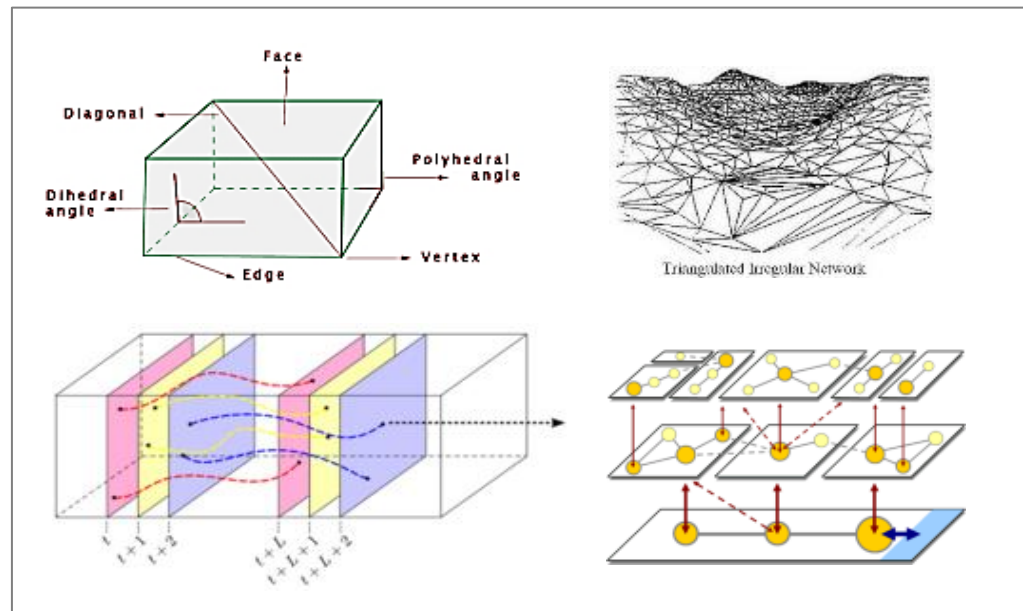 Face
Diagonal
Polyhedral
angle
Dihedral
angle
Vertex
Edge
Triangulated Irregular Network
t
t + 1
t + 2
t + L
t + L + 1
t + L + 2